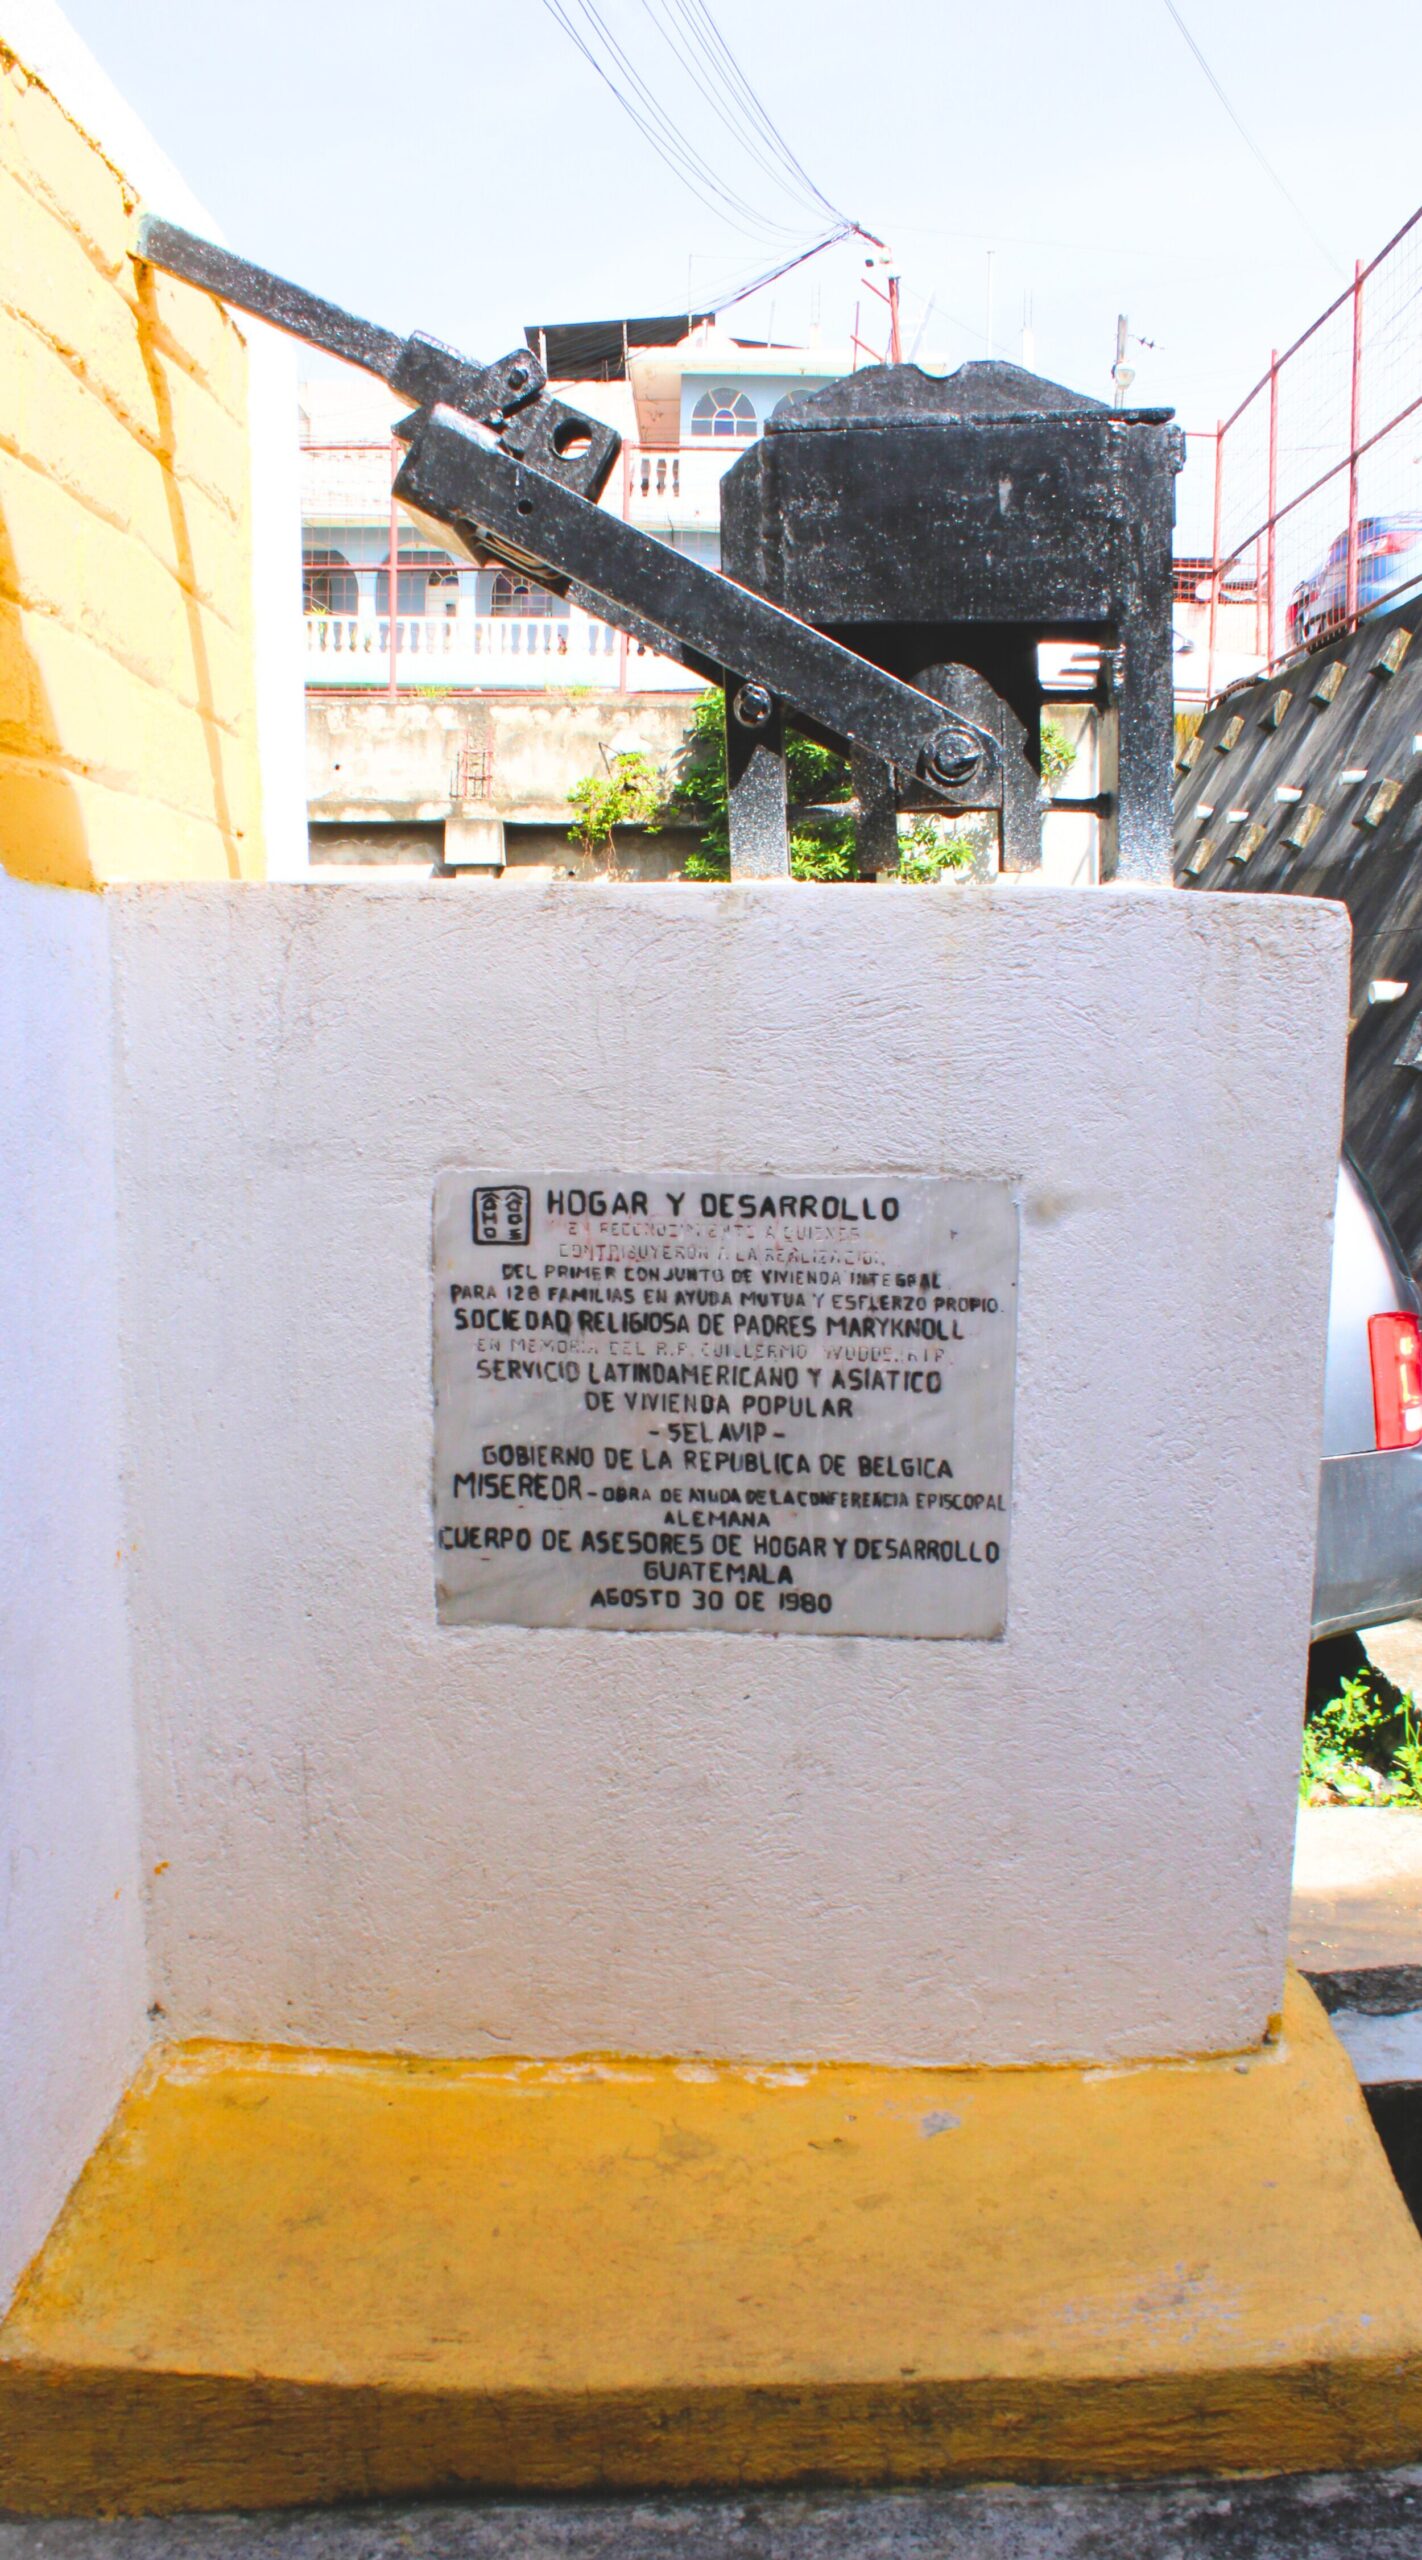 HOGAR Y DESARROLLO
EN RECONOCIMIENTO A QUIENES
CONTRIBUYERON A LA REALIZACION
DEL PRIMER CONJUNTO DE VIVIENDA INTEGRAL
PARA 128 FAMILIAS EN AYUDA MUTUA Y ESFUERZO PROPIO.
SOCIEDAD RELIGIOSA DE PADRES MARYKNOLL
EN MEMORIA DEL R.P. GUILLERMO
SERVICIO LATINOAMERICANO Y ASIATICO
DE VIVIENDA POPULAR
-SELAVIP-
GOBIERNO DE LA REPUBLICA DE BELGICA
MISEREOR - OBRA DE AYUDA DE LA CONFERENCIA EPISCOPAL
ALEMANA
CUERPO DE ASESORES DE HOGAR Y DESARROLLO
GUATEMALA
AGOSTO 30 DE 1980